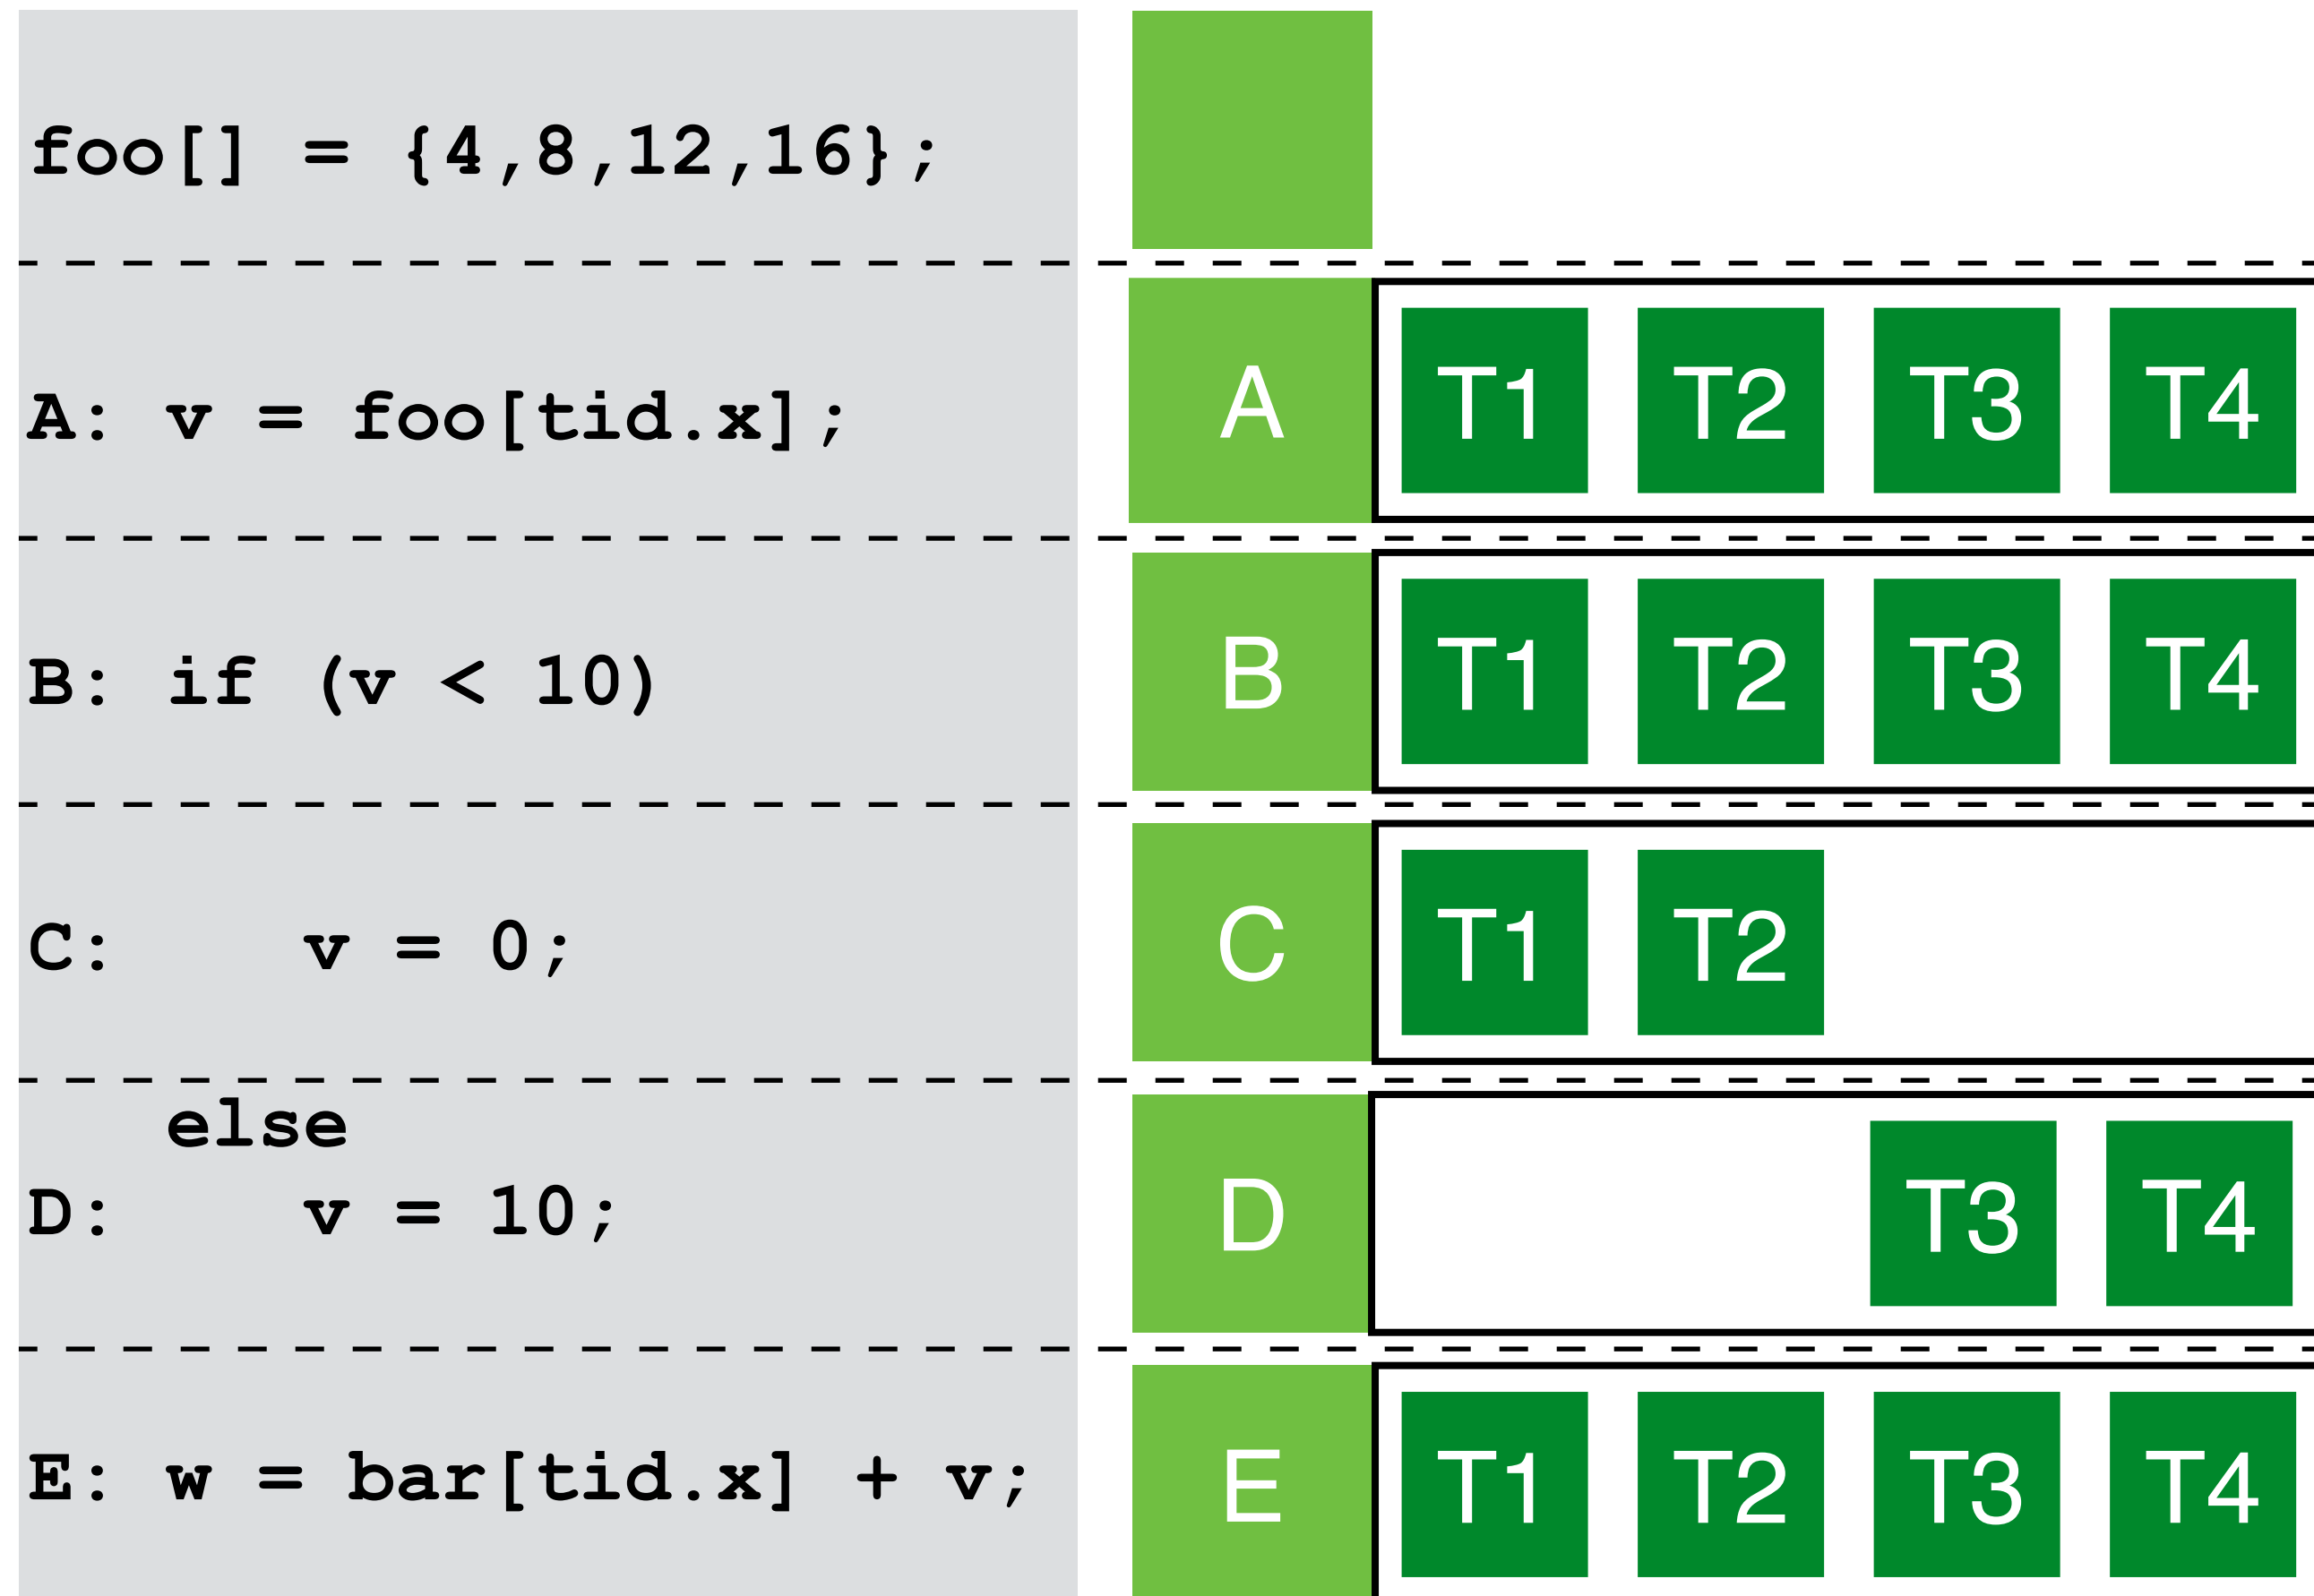 foo[] = {4,8,12,16};
A: v = foo[tid.x];
A T1 T2 T3 T4
B: if (v < 10)
B T1 T2 T3 T4
C: v = 0;
C T1 T2
else
D: v = 10;
D T3 T4
E: w = bar[tid.x] + v;
E T1 T2 T3 T4